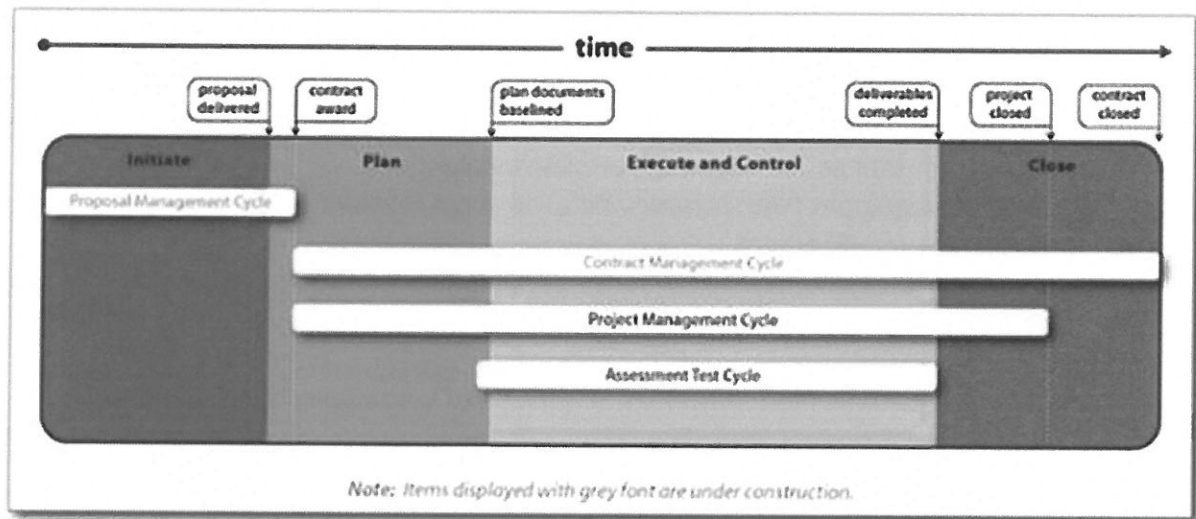 time
proposal
delivered
contract
award
plan documents
baselined
deliverables
completed
project
closed
contract
closed
Initiate
Plan
Execute and Control
Close
Proposal Management Cycle
Contract Management Cycle
Project Management Cycle
Assessment Test Cycle
Note: Items displayed with grey font are under construction.